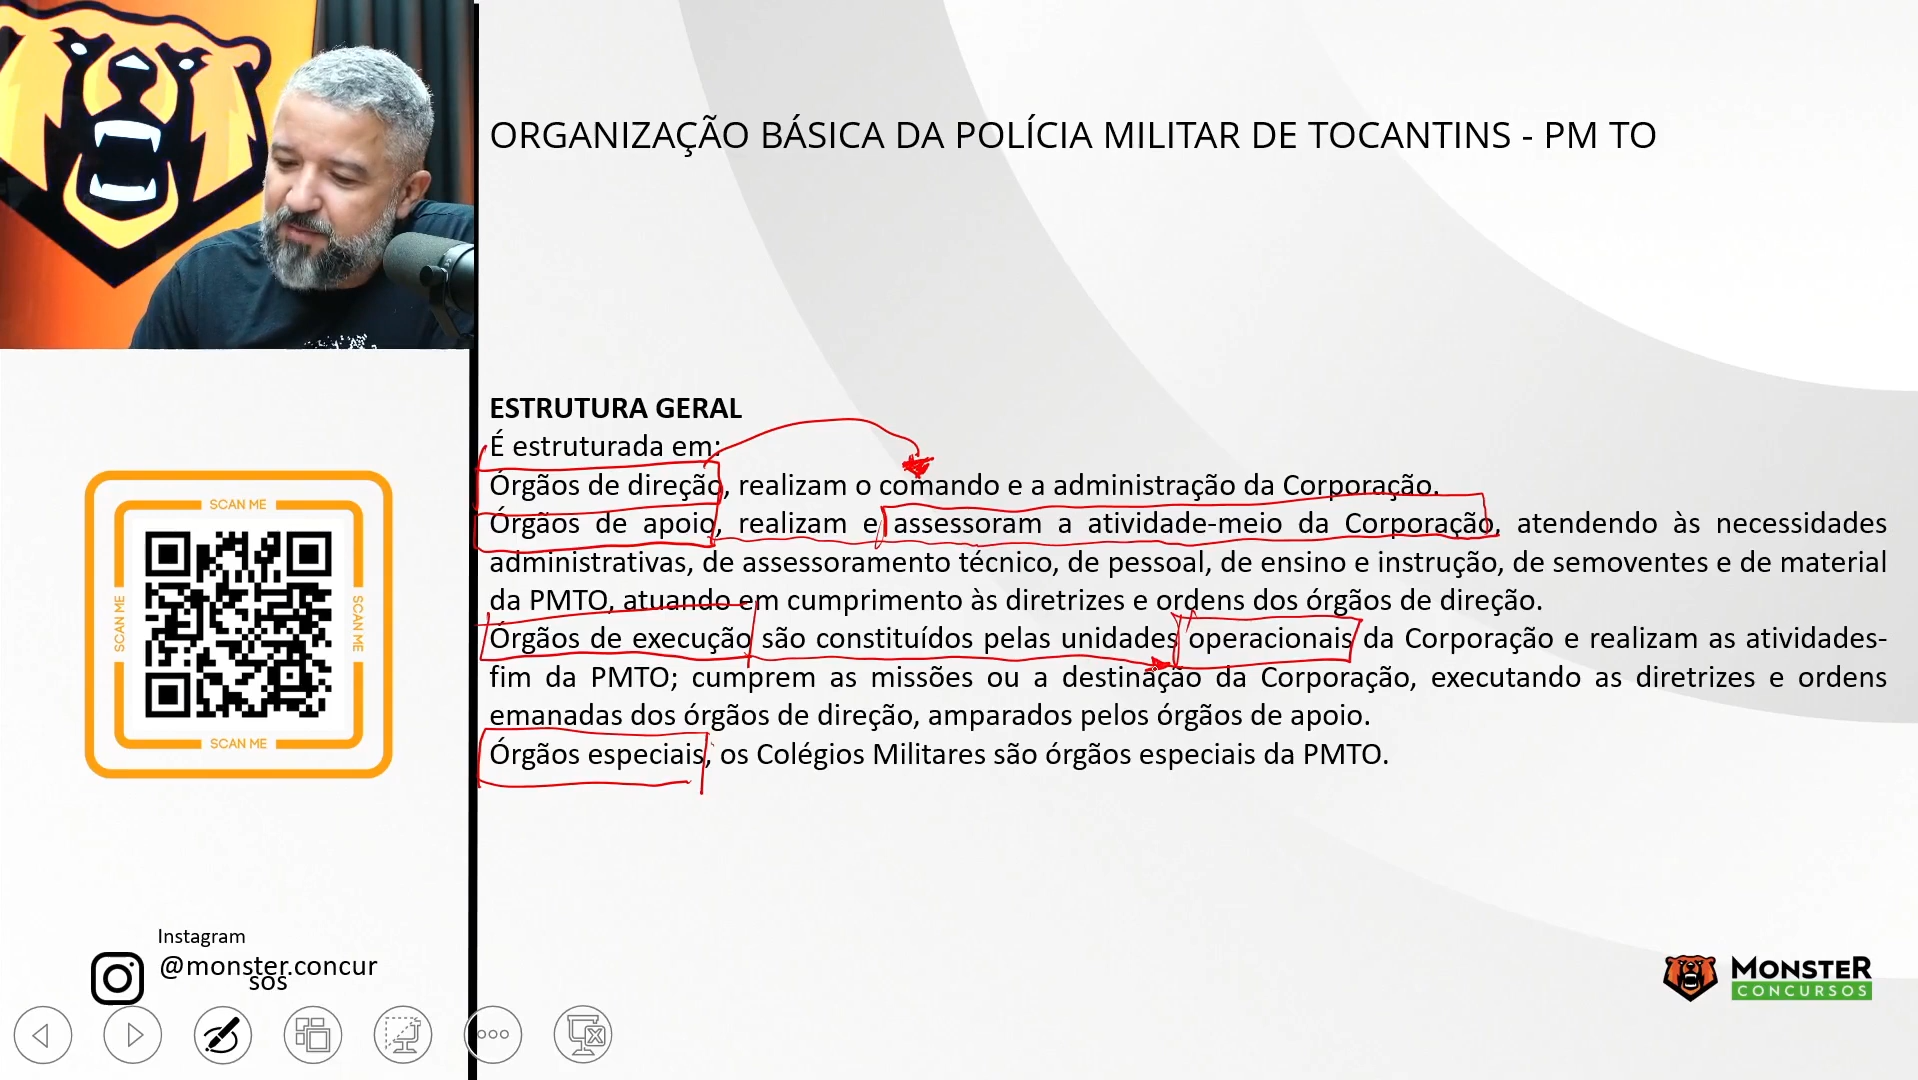 ORGANIZAÇÃO BÁSICA DA POLÍCIA MILITAR DE TOCANTINS - PM TO
ESTRUTURA GERAL
É estruturada em:
Órgãos de direção, realizam o comando e a administração da Corporação.
Órgãos de apoio, realizam e assessoram a atividade-meio da Corporação, atendendo às necessidades
administrativas, de assessoramento técnico, de pessoal, de ensino e instrução, de semoventes e de material
da PMTO, atuando em cumprimento às diretrizes e ordens dos órgãos de direção.
Órgãos de execução são constituídos pelas unidades operacionais da Corporação e realizam as atividades-
fim da PMTO; cumprem as missões ou a destinação da Corporação, executando as diretrizes e ordens
emanadas dos órgãos de direção, amparados pelos órgãos de apoio.
Órgãos especiais, os Colégios Militares são órgãos especiais da PMTO.
SCAN ME
SCAN ME
SCAN ME
SCAN ME
Instagram
@monster.concur
sos
MONSTER
CONCURSOS